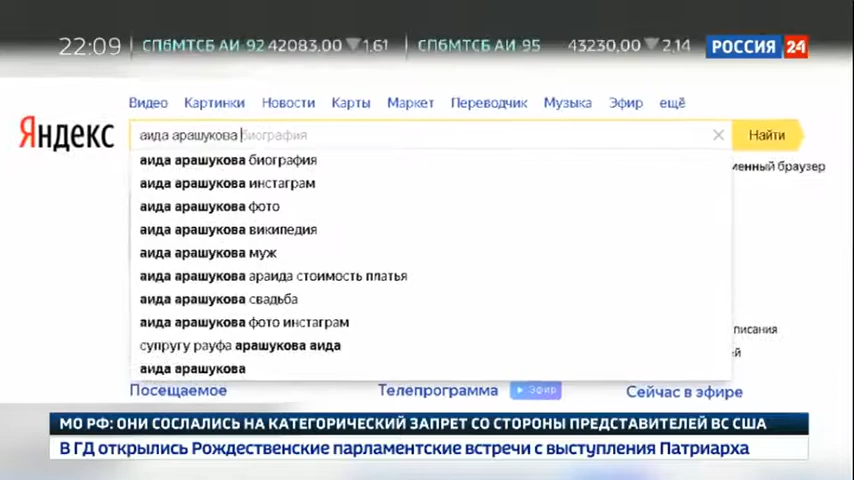 22:09 СПбМТСБ АИ-92 42083,00 ▼1,61 СПбМТСБ АИ-95 43230,00 ▼2,14 РОССИЯ 24
Видео Картинки Новости Карты Маркет Переводчик Музыка Эфир ещё
Яндекс аида арашукова биография Найти
аида арашукова биография
менный браузер
аида арашукова инстаграм
аида арашукова фото
аида арашукова википедия
аида арашукова муж
аида арашукова араида стоимость платья
аида арашукова свадьба
аида арашукова фото инстаграм
писания
супругу рауфа арашукова аида
ей
аида арашукова
Посещаемое Телепрограмма Эфир Сейчас в эфире
МО РФ: ОНИ СОСЛАЛИСЬ НА КАТЕГОРИЧЕСКИЙ ЗАПРЕТ СО СТОРОНЫ ПРЕДСТАВИТЕЛЕЙ ВС США
В ГД открылись Рождественские парламентские встречи с выступления Патриарха